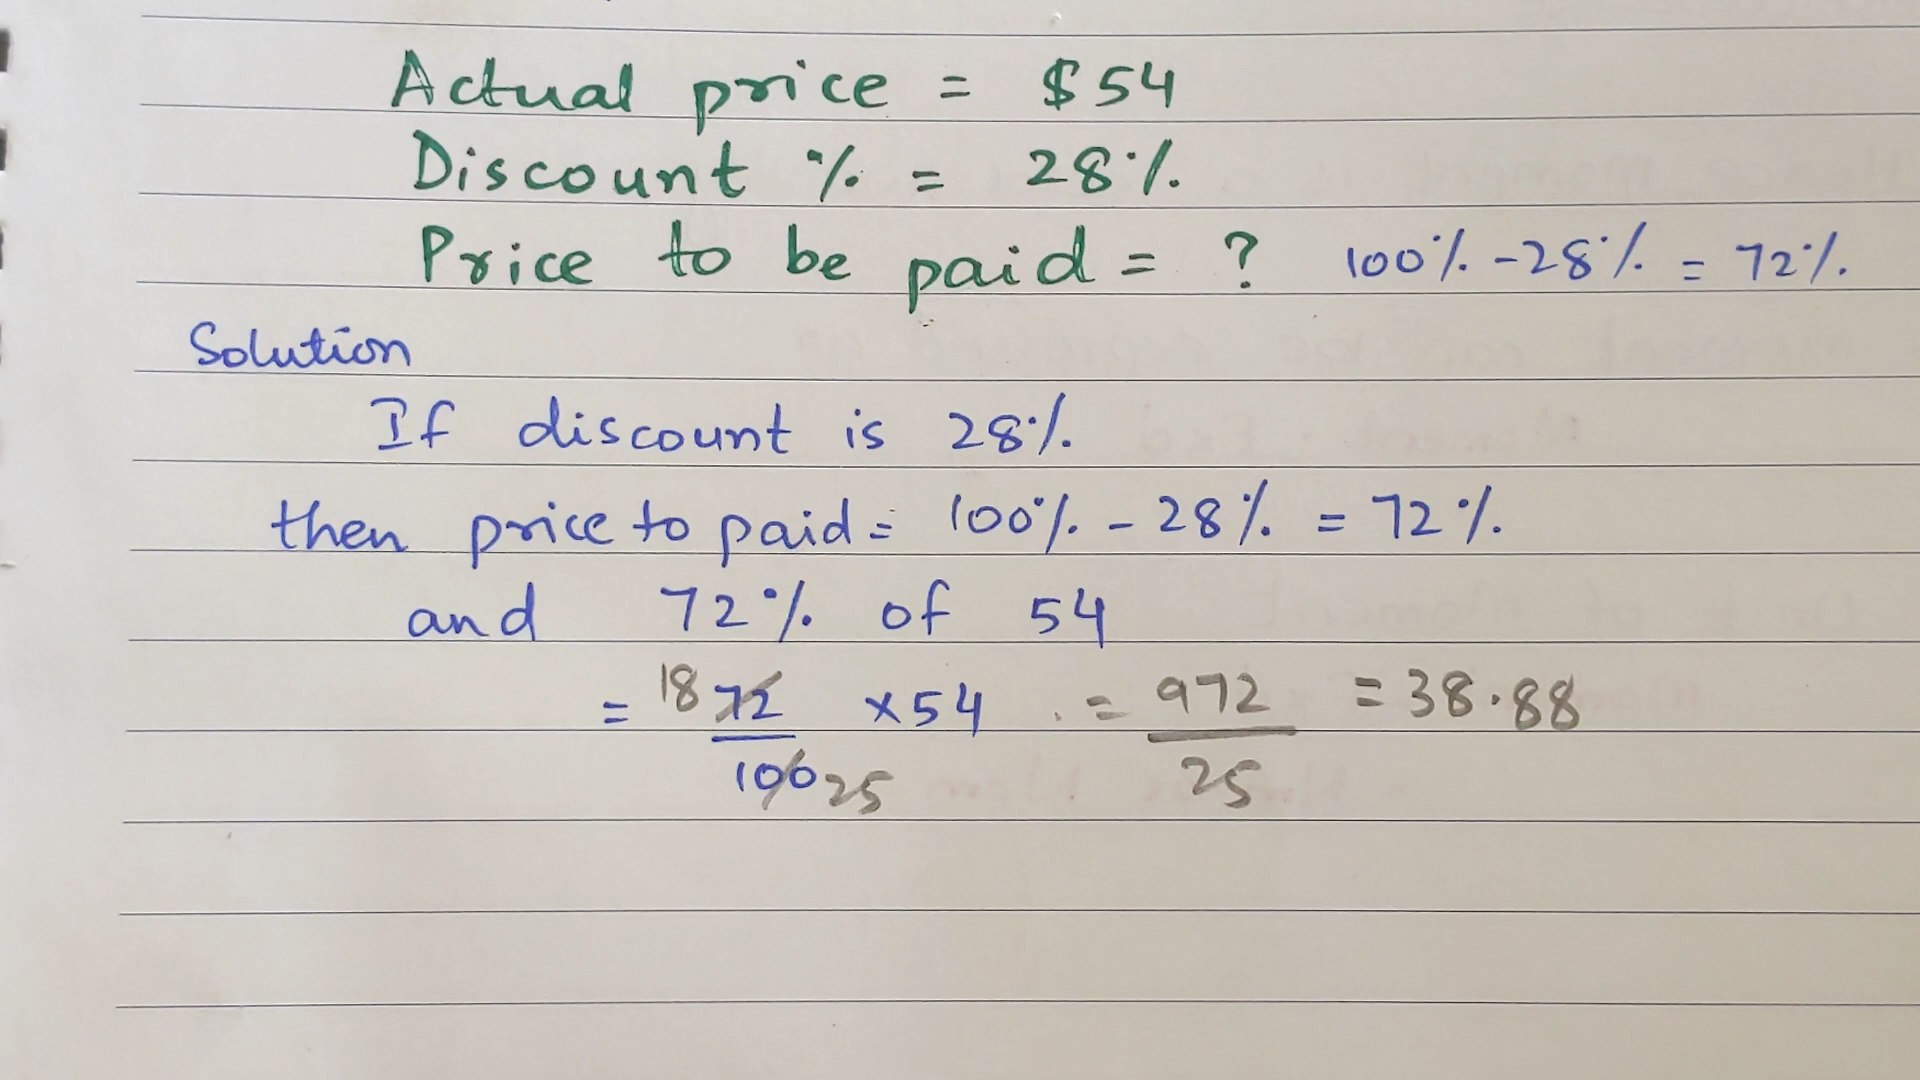 Actual price = $54
Discount % = 28%
Price to be paid = ? 100% - 28% = 72%
Solution
If discount is 28%
then price to paid = 100% - 28% = 72%
and 72% of 54
= 18 72/100 25 × 54 = 972/25 = 38.88